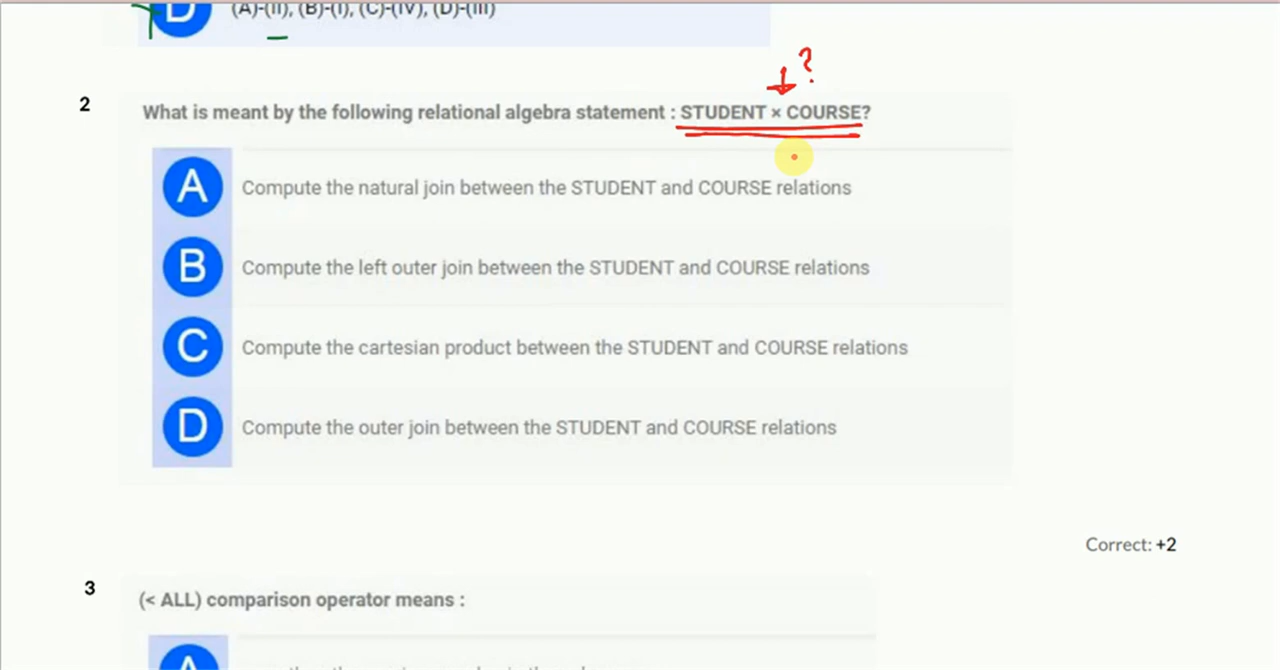 D (A)-(II), (B)-(I), (C)-(IV), (D)-(III)
?
2 What is meant by the following relational algebra statement : STUDENT × COURSE?
A Compute the natural join between the STUDENT and COURSE relations
B Compute the left outer join between the STUDENT and COURSE relations
C Compute the cartesian product between the STUDENT and COURSE relations
D Compute the outer join between the STUDENT and COURSE relations
Correct: +2
3 (< ALL) comparison operator means :
A